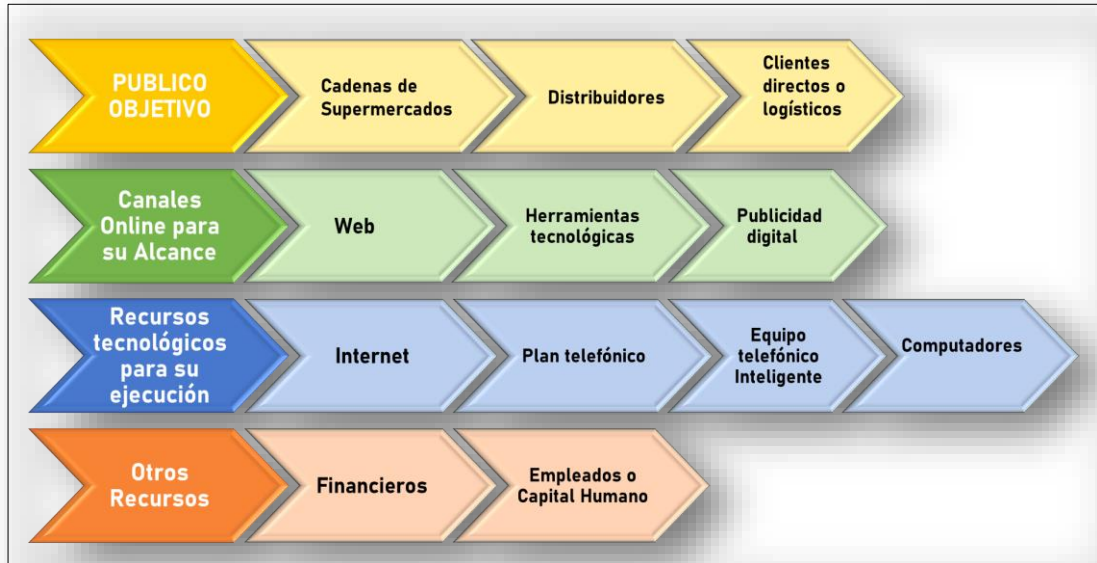 PUBLICO
OBJETIVO
Cadenas de
Supermercados
Distribuidores
Clientes
directos o
logísticos
Canales
Online para
su Alcance
Web
Herramientas
tecnológicas
Publicidad
digital
Recursos
tecnológicos
para su
ejecución
Internet
Plan telefónico
Equipo
telefónico
Inteligente
Computadores
Otros
Recursos
Financieros
Empleados o
Capital Humano